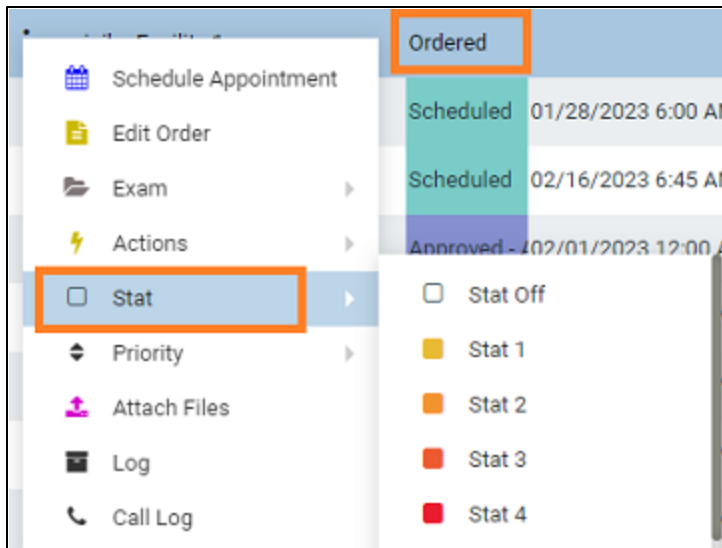 Ordered
Schedule Appointment
Scheduled 01/28/2023 6:00 A
Edit Order
Exam
Scheduled 02/16/2023 6:45 A
Actions
Approved - 02/01/2023 12:00
Stat
Stat Off
Stat 1
Priority
Stat 2
Attach Files
Stat 3
Log
Stat 4
Call Log